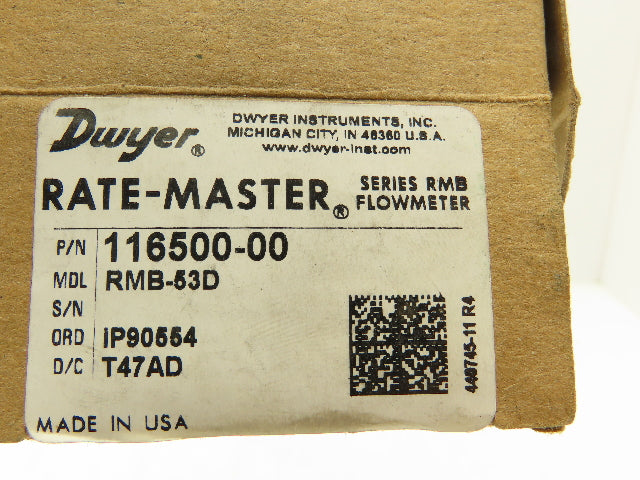 Dwyer®
DWYER INSTRUMENTS, INC.
MICHIGAN CITY, IN 46360 U.S.A.
www.dwyer-inst.com
RATE-MASTER®
SERIES RMB
FLOWMETER
P/N 116500-00
MDL RMB-53D
S/N
ORD IP90554
D/C T47AD
440745-11 R4
MADE IN USA